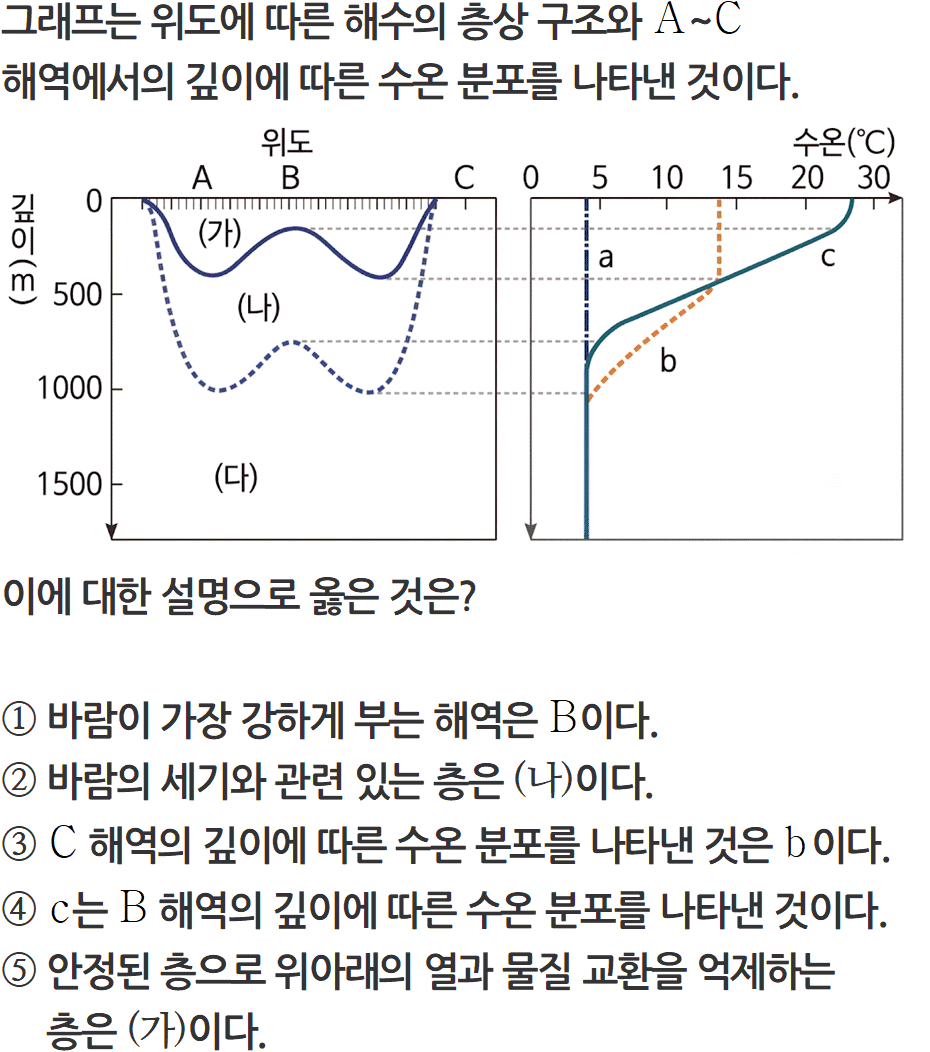 그래프는 위도에 따른 해수의 층상 구조와 A~C
해역에서의 깊이에 따른 수온 분포를 나타낸 것이다.
위도
수온(℃)
A B C
0 5 10 15 20 30
깊이(m)
0
500
1000
1500
(가)
(나)
(다)
a
b
c
이에 대한 설명으로 옳은 것은?
① 바람이 가장 강하게 부는 해역은 B이다.
② 바람의 세기와 관련 있는 층은 (나)이다.
③ C 해역의 깊이에 따른 수온 분포를 나타낸 것은 b이다.
④ c는 B 해역의 깊이에 따른 수온 분포를 나타낸 것이다.
⑤ 안정된 층으로 위아래의 열과 물질 교환을 억제하는
층은 (가)이다.